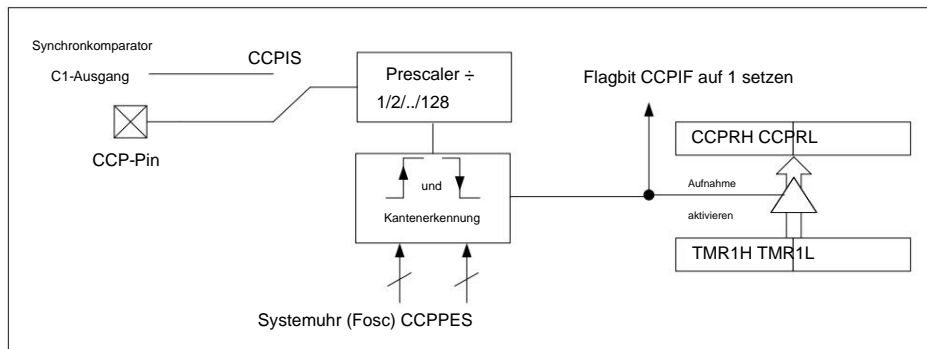 Synchronkomparator
C1-Ausgang
CCPIS
CCP-Pin
Prescaler ÷
1/2/../128
und
Kantenerkennung
Systemuhr (Fosc) CCPPES
Flagbit CCPIF auf 1 setzen
CCPRH CCPRL
Aufnahme
aktivieren
TMR1H TMR1L